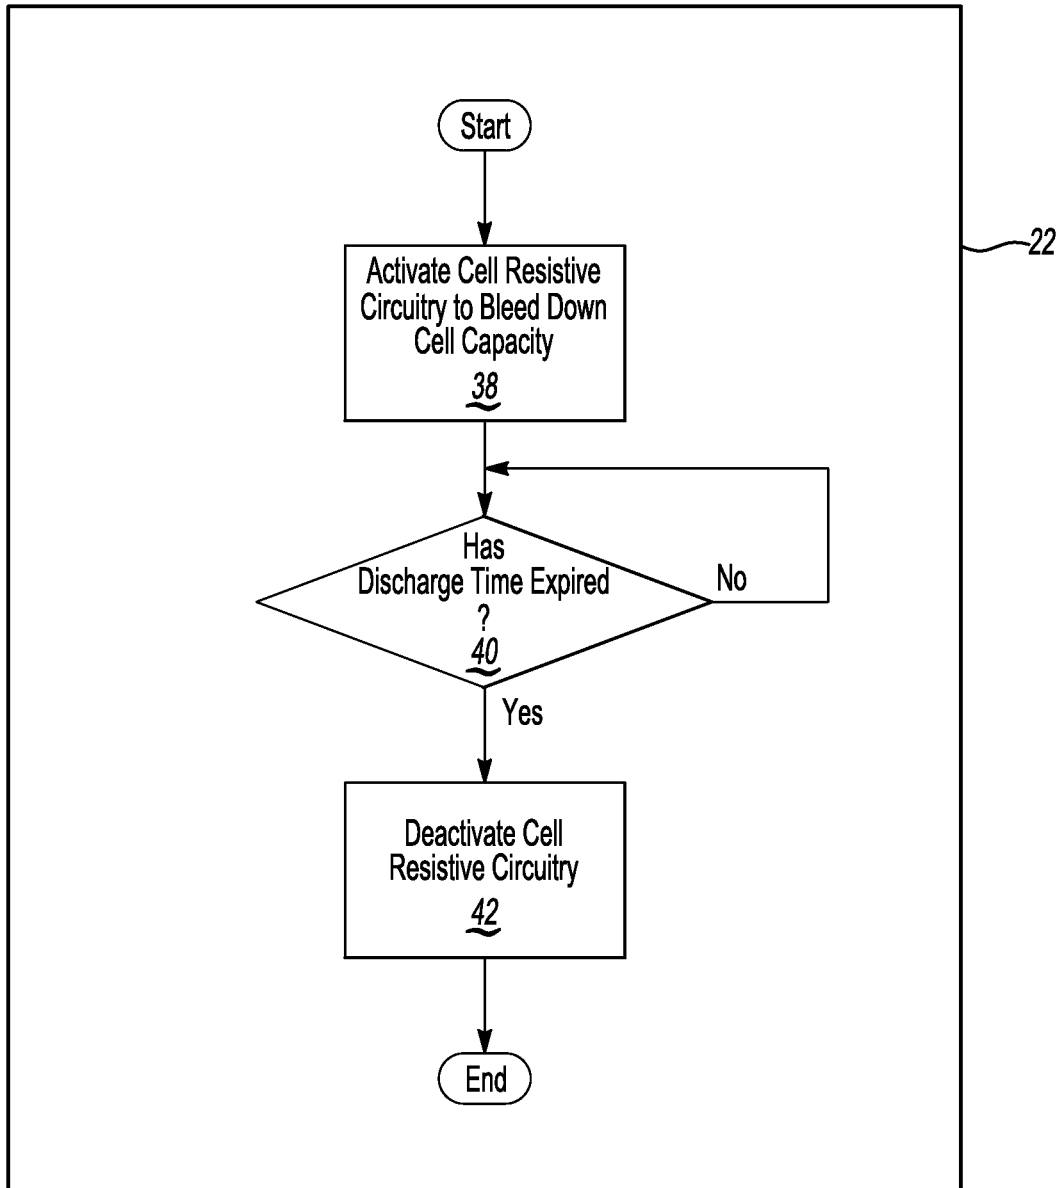 Start
22
Activate Cell Resistive
Circuitry to Bleed Down
Cell Capacity
38
Has
Discharge Time Expired
?
40
No
Yes
Deactivate Cell
Resistive Circuitry
42
End